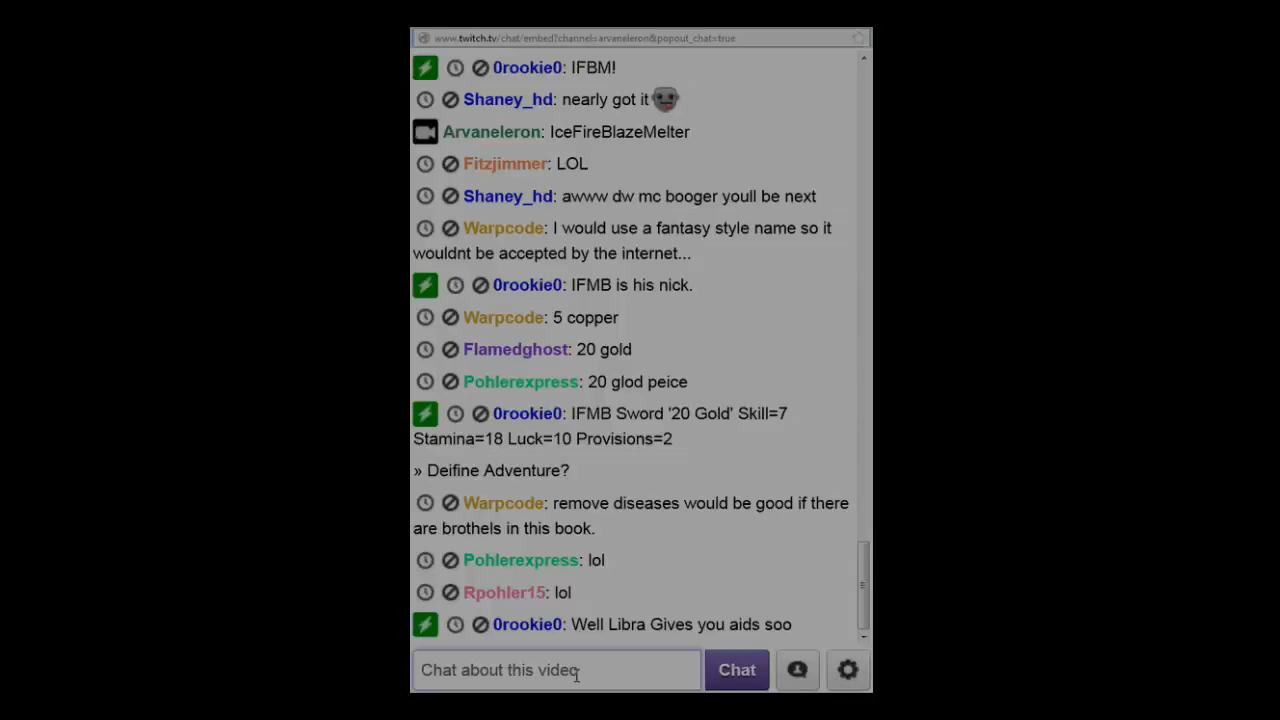 www.twitch.tv/chat/embed?channel=arvaneleron&popout_chat=true
0rookie0: IFBM!
Shaney_hd: nearly got it
Arvaneleron: IceFireBlazeMelter
Fitzjimmer: LOL
Shaney_hd: awww dw mc booger youll be next
Warpcode: I would use a fantasy style name so it
wouldnt be accepted by the internet...
0rookie0: IFMB is his nick.
Warpcode: 5 copper
Flamedghost: 20 gold
Pohlerexpress: 20 glod peice
0rookie0: IFMB Sword '20 Gold' Skill=7
Stamina=18 Luck=10 Provisions=2
» Deifine Adventure?
Warpcode: remove diseases would be good if there
are brothels in this book.
Pohlerexpress: lol
Rpohler15: lol
0rookie0: Well Libra Gives you aids soo
Chat about this video
Chat